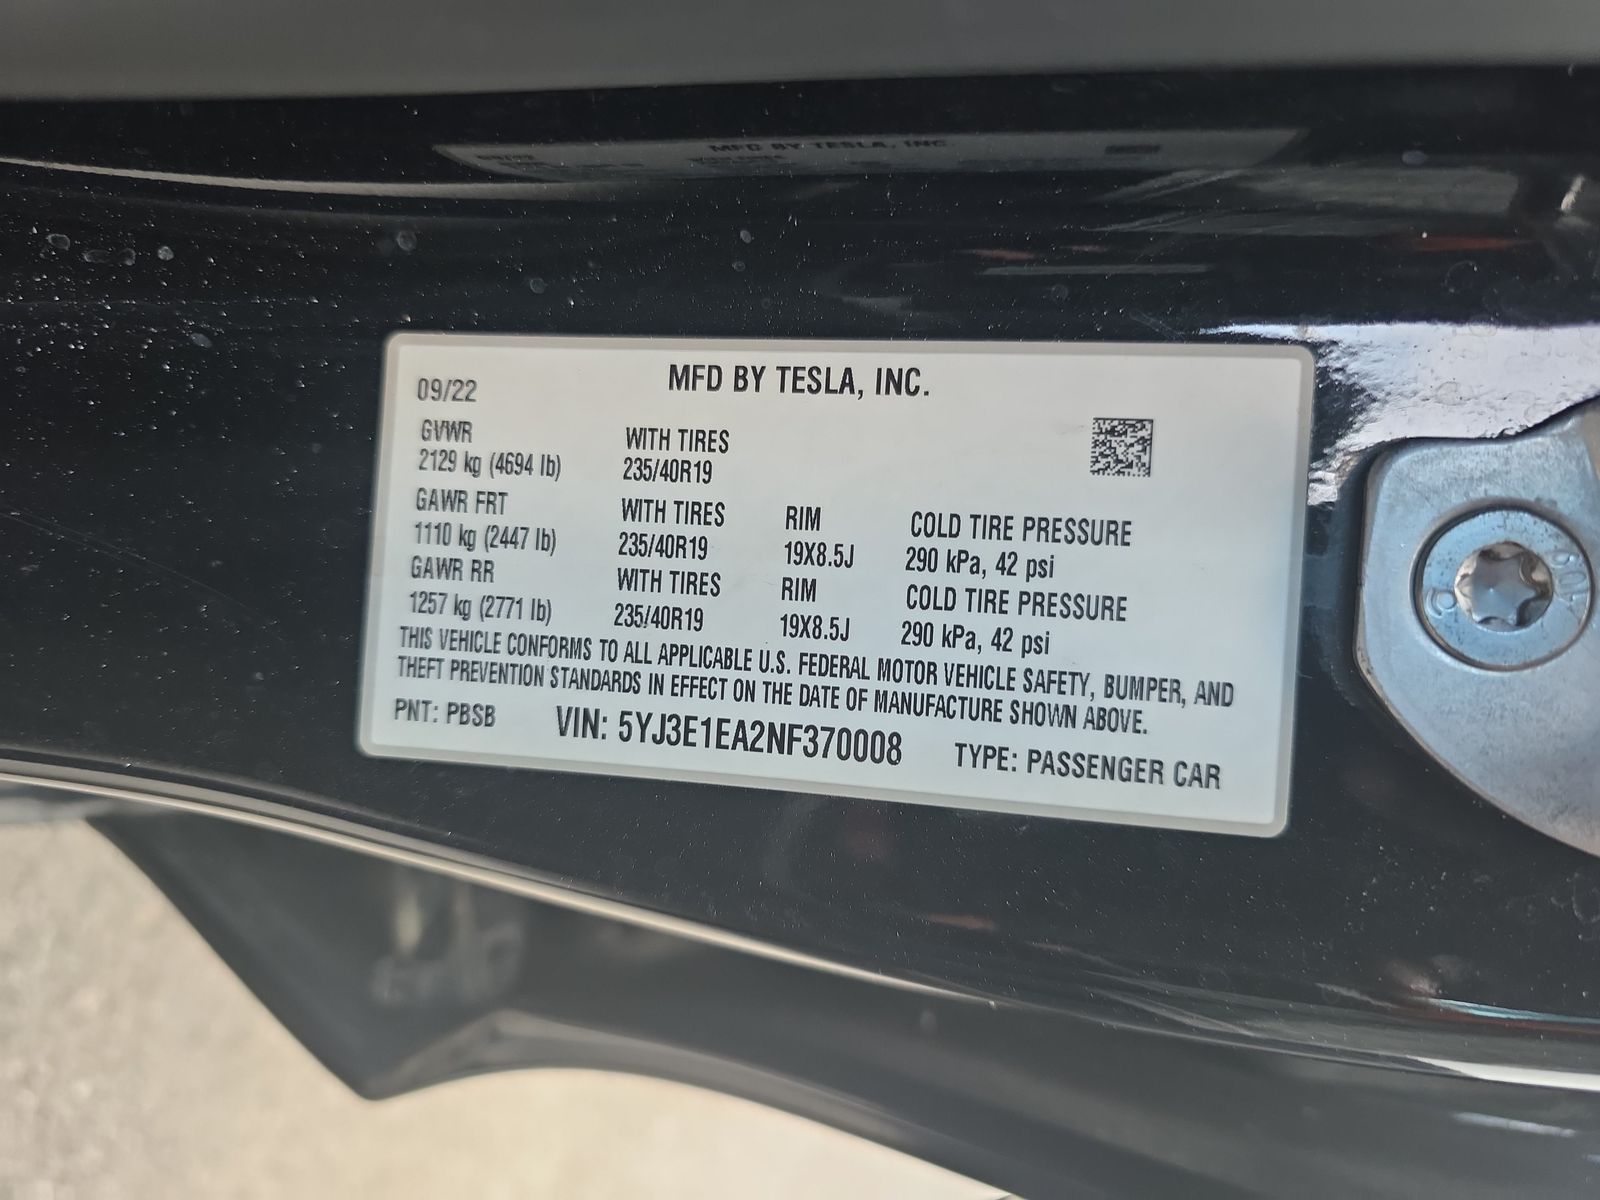 MFD BY TESLA, INC.
09/22
GVWR
2129 kg (4694 lb)
WITH TIRES
235/40R19
GAWR FRT
1110 kg (2447 lb)
WITH TIRES
235/40R19
RIM
19X8.5J
COLD TIRE PRESSURE
290 kPa, 42 psi
GAWR RR
1257 kg (2771 lb)
WITH TIRES
235/40R19
RIM
19X8.5J
COLD TIRE PRESSURE
290 kPa, 42 psi
THIS VEHICLE CONFORMS TO ALL APPLICABLE U.S. FEDERAL MOTOR VEHICLE SAFETY, BUMPER, AND
THEFT PREVENTION STANDARDS IN EFFECT ON THE DATE OF MANUFACTURE SHOWN ABOVE.
PNT: PBSB VIN: 5YJ3E1EA2NF370008 TYPE: PASSENGER CAR